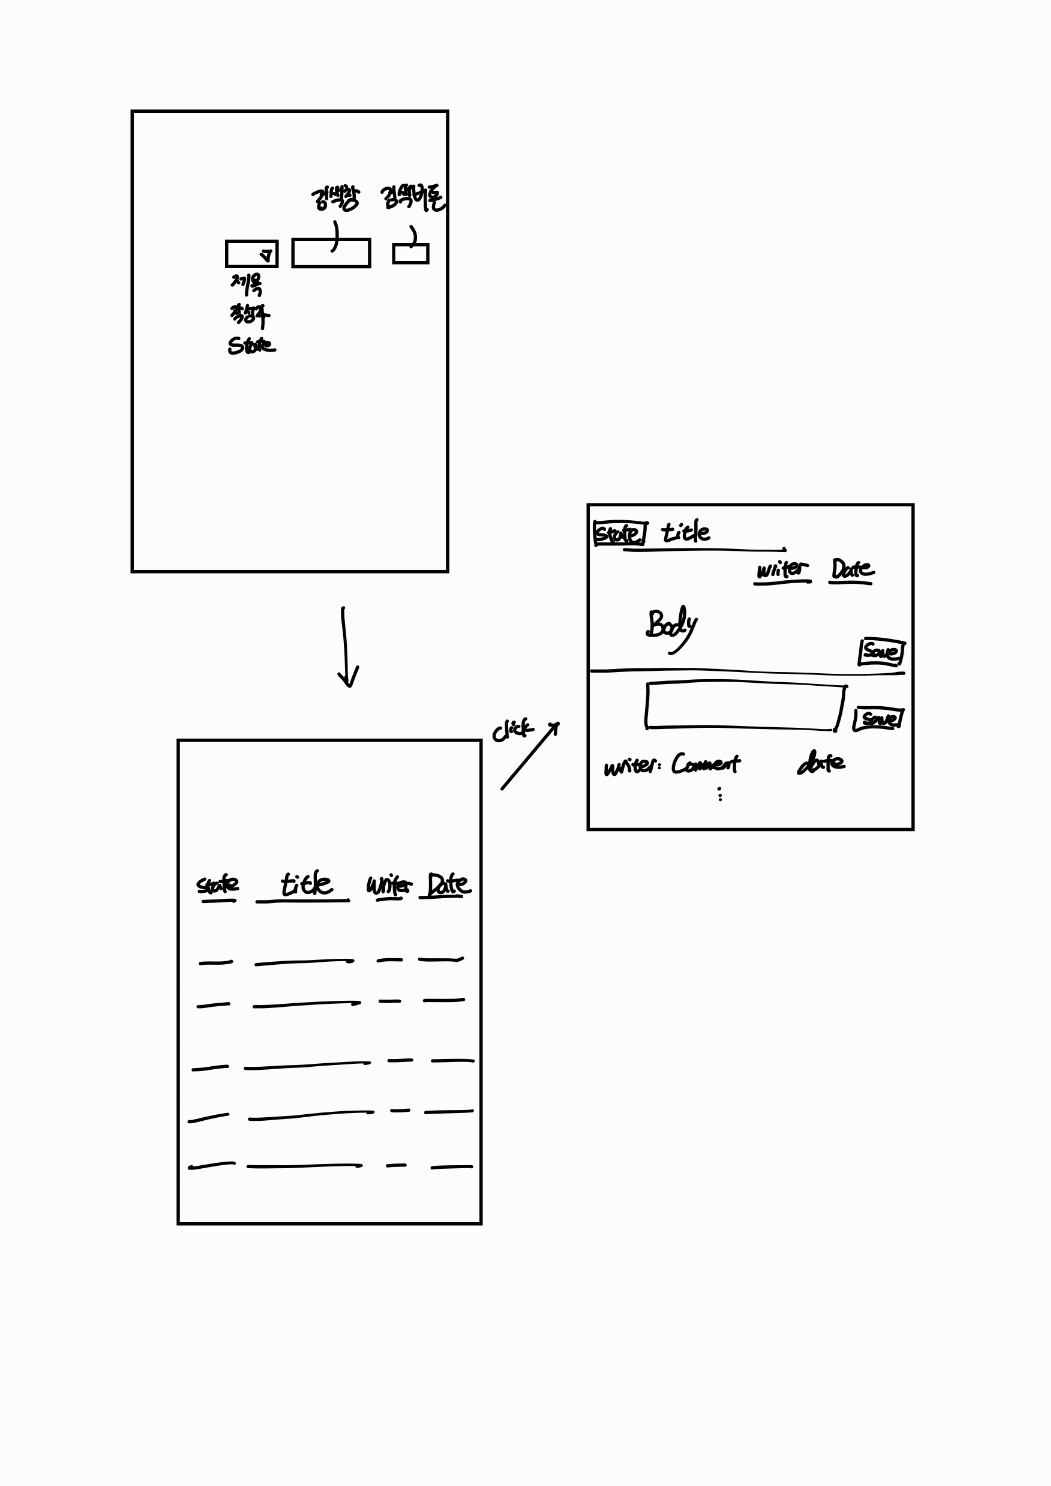 검색창 검색버튼
제목
작성자
State
click
state title writer Date
state title
writer Date
Body
Save
Save
writer: Comment date